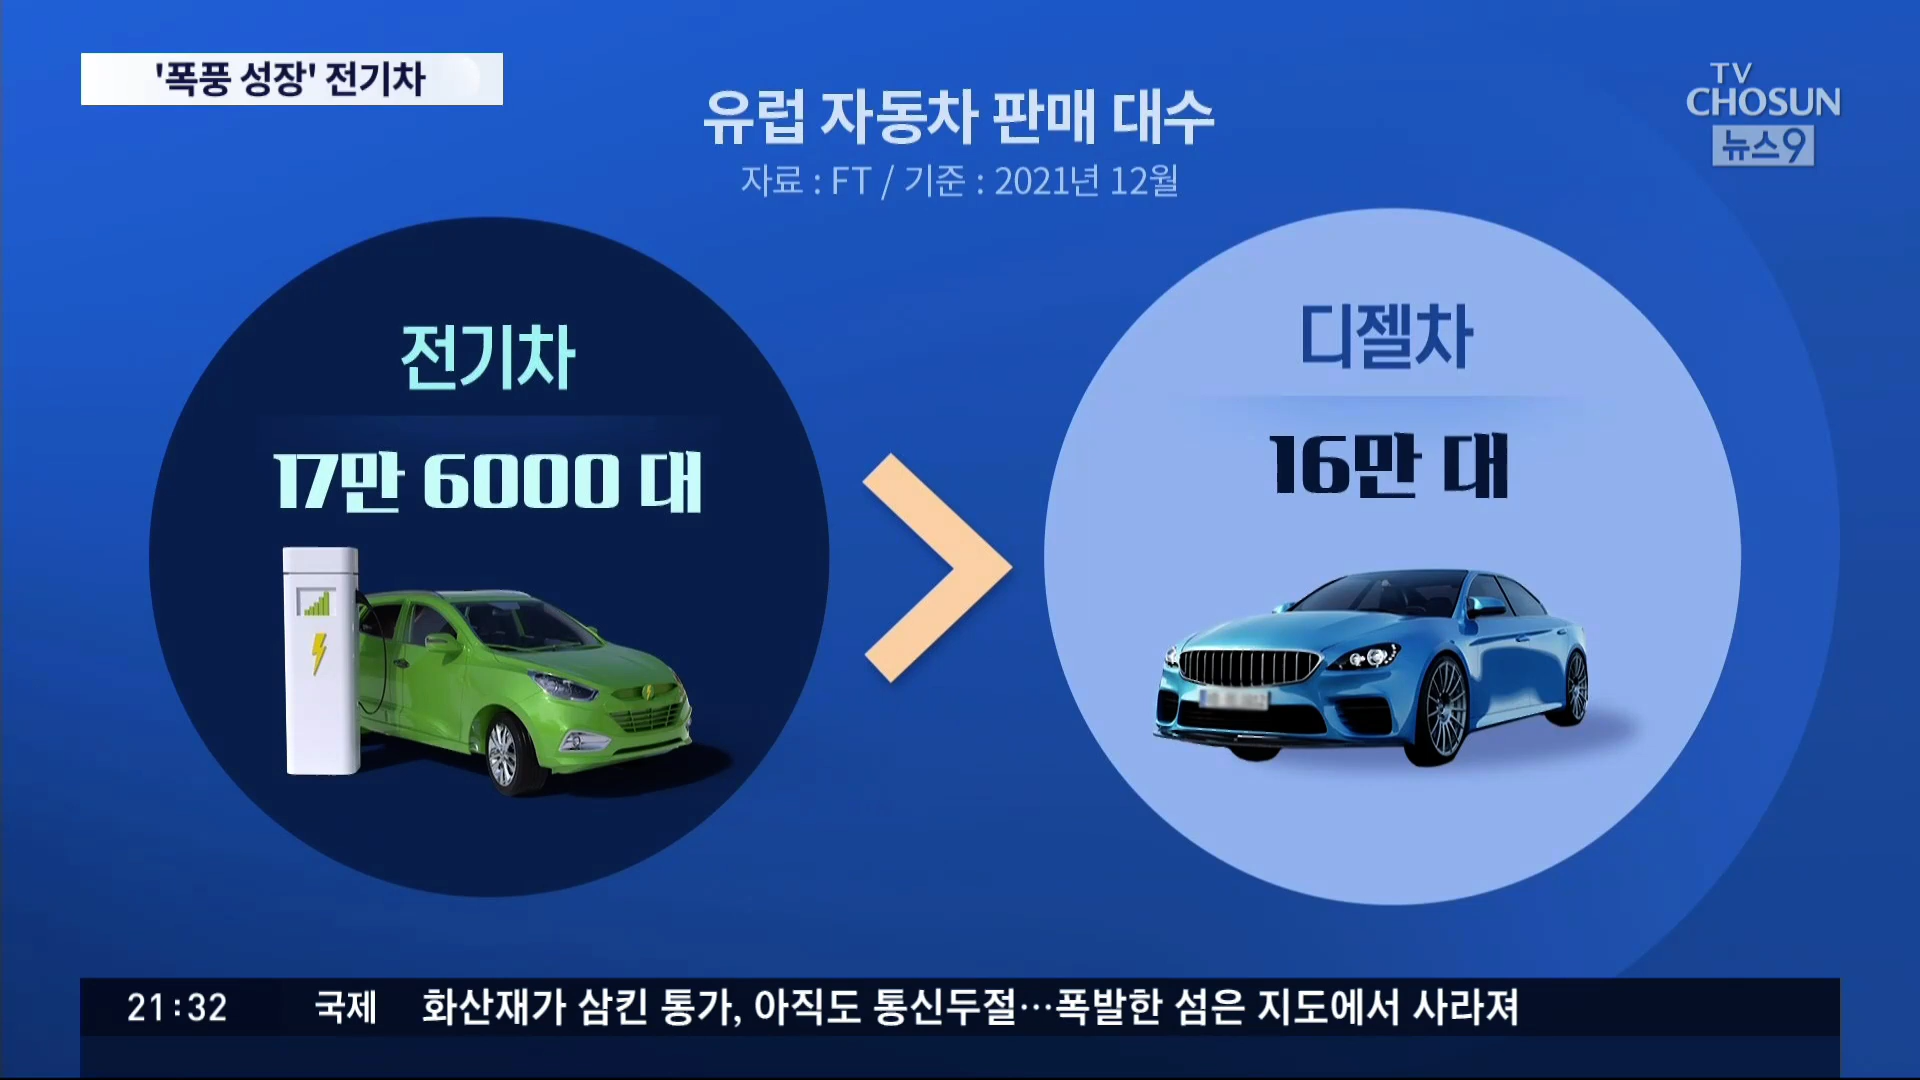 '폭풍 성장' 전기차
TV
CHOSUN
뉴스9
유럽 자동차 판매 대수
자료 : FT / 기준 : 2021년 12월
전기차
17만 6000 대
>
디젤차
16만 대
21:32 국제 화산재가 삼킨 통가, 아직도 통신두절…폭발한 섬은 지도에서 사라져